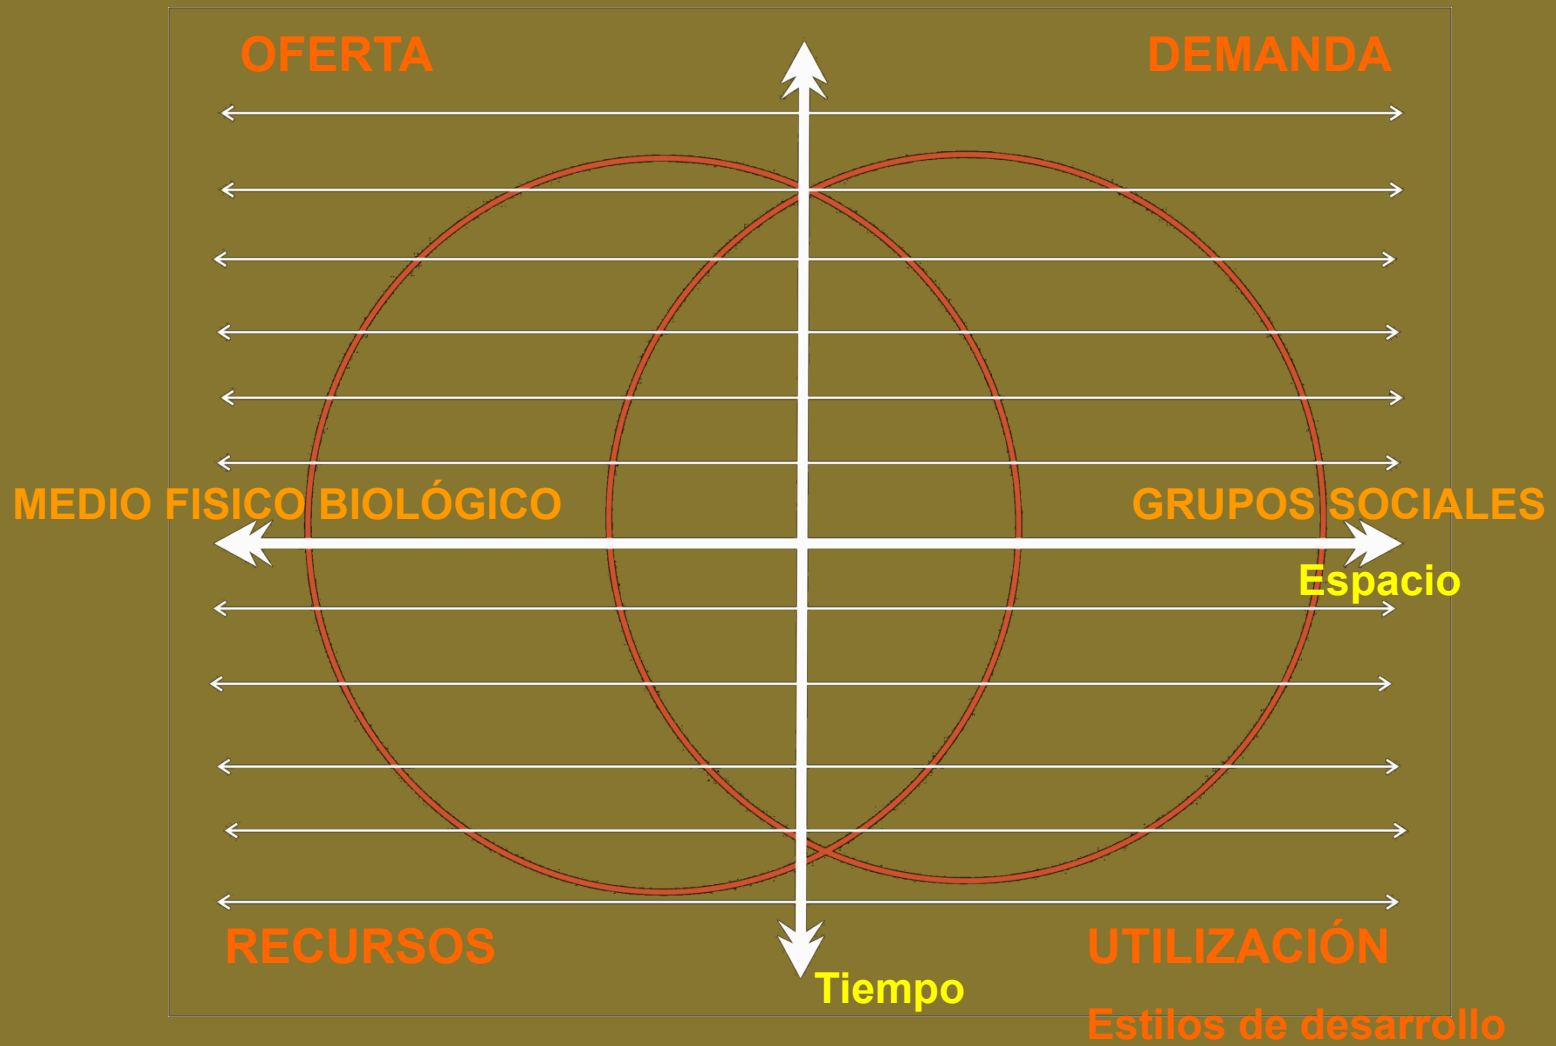 OFERTA
DEMANDA
MEDIO FISICO BIOLÓGICO
GRUPOS SOCIALES
Espacio
RECURSOS
UTILIZACIÓN
Tiempo
Estilos de desarrollo